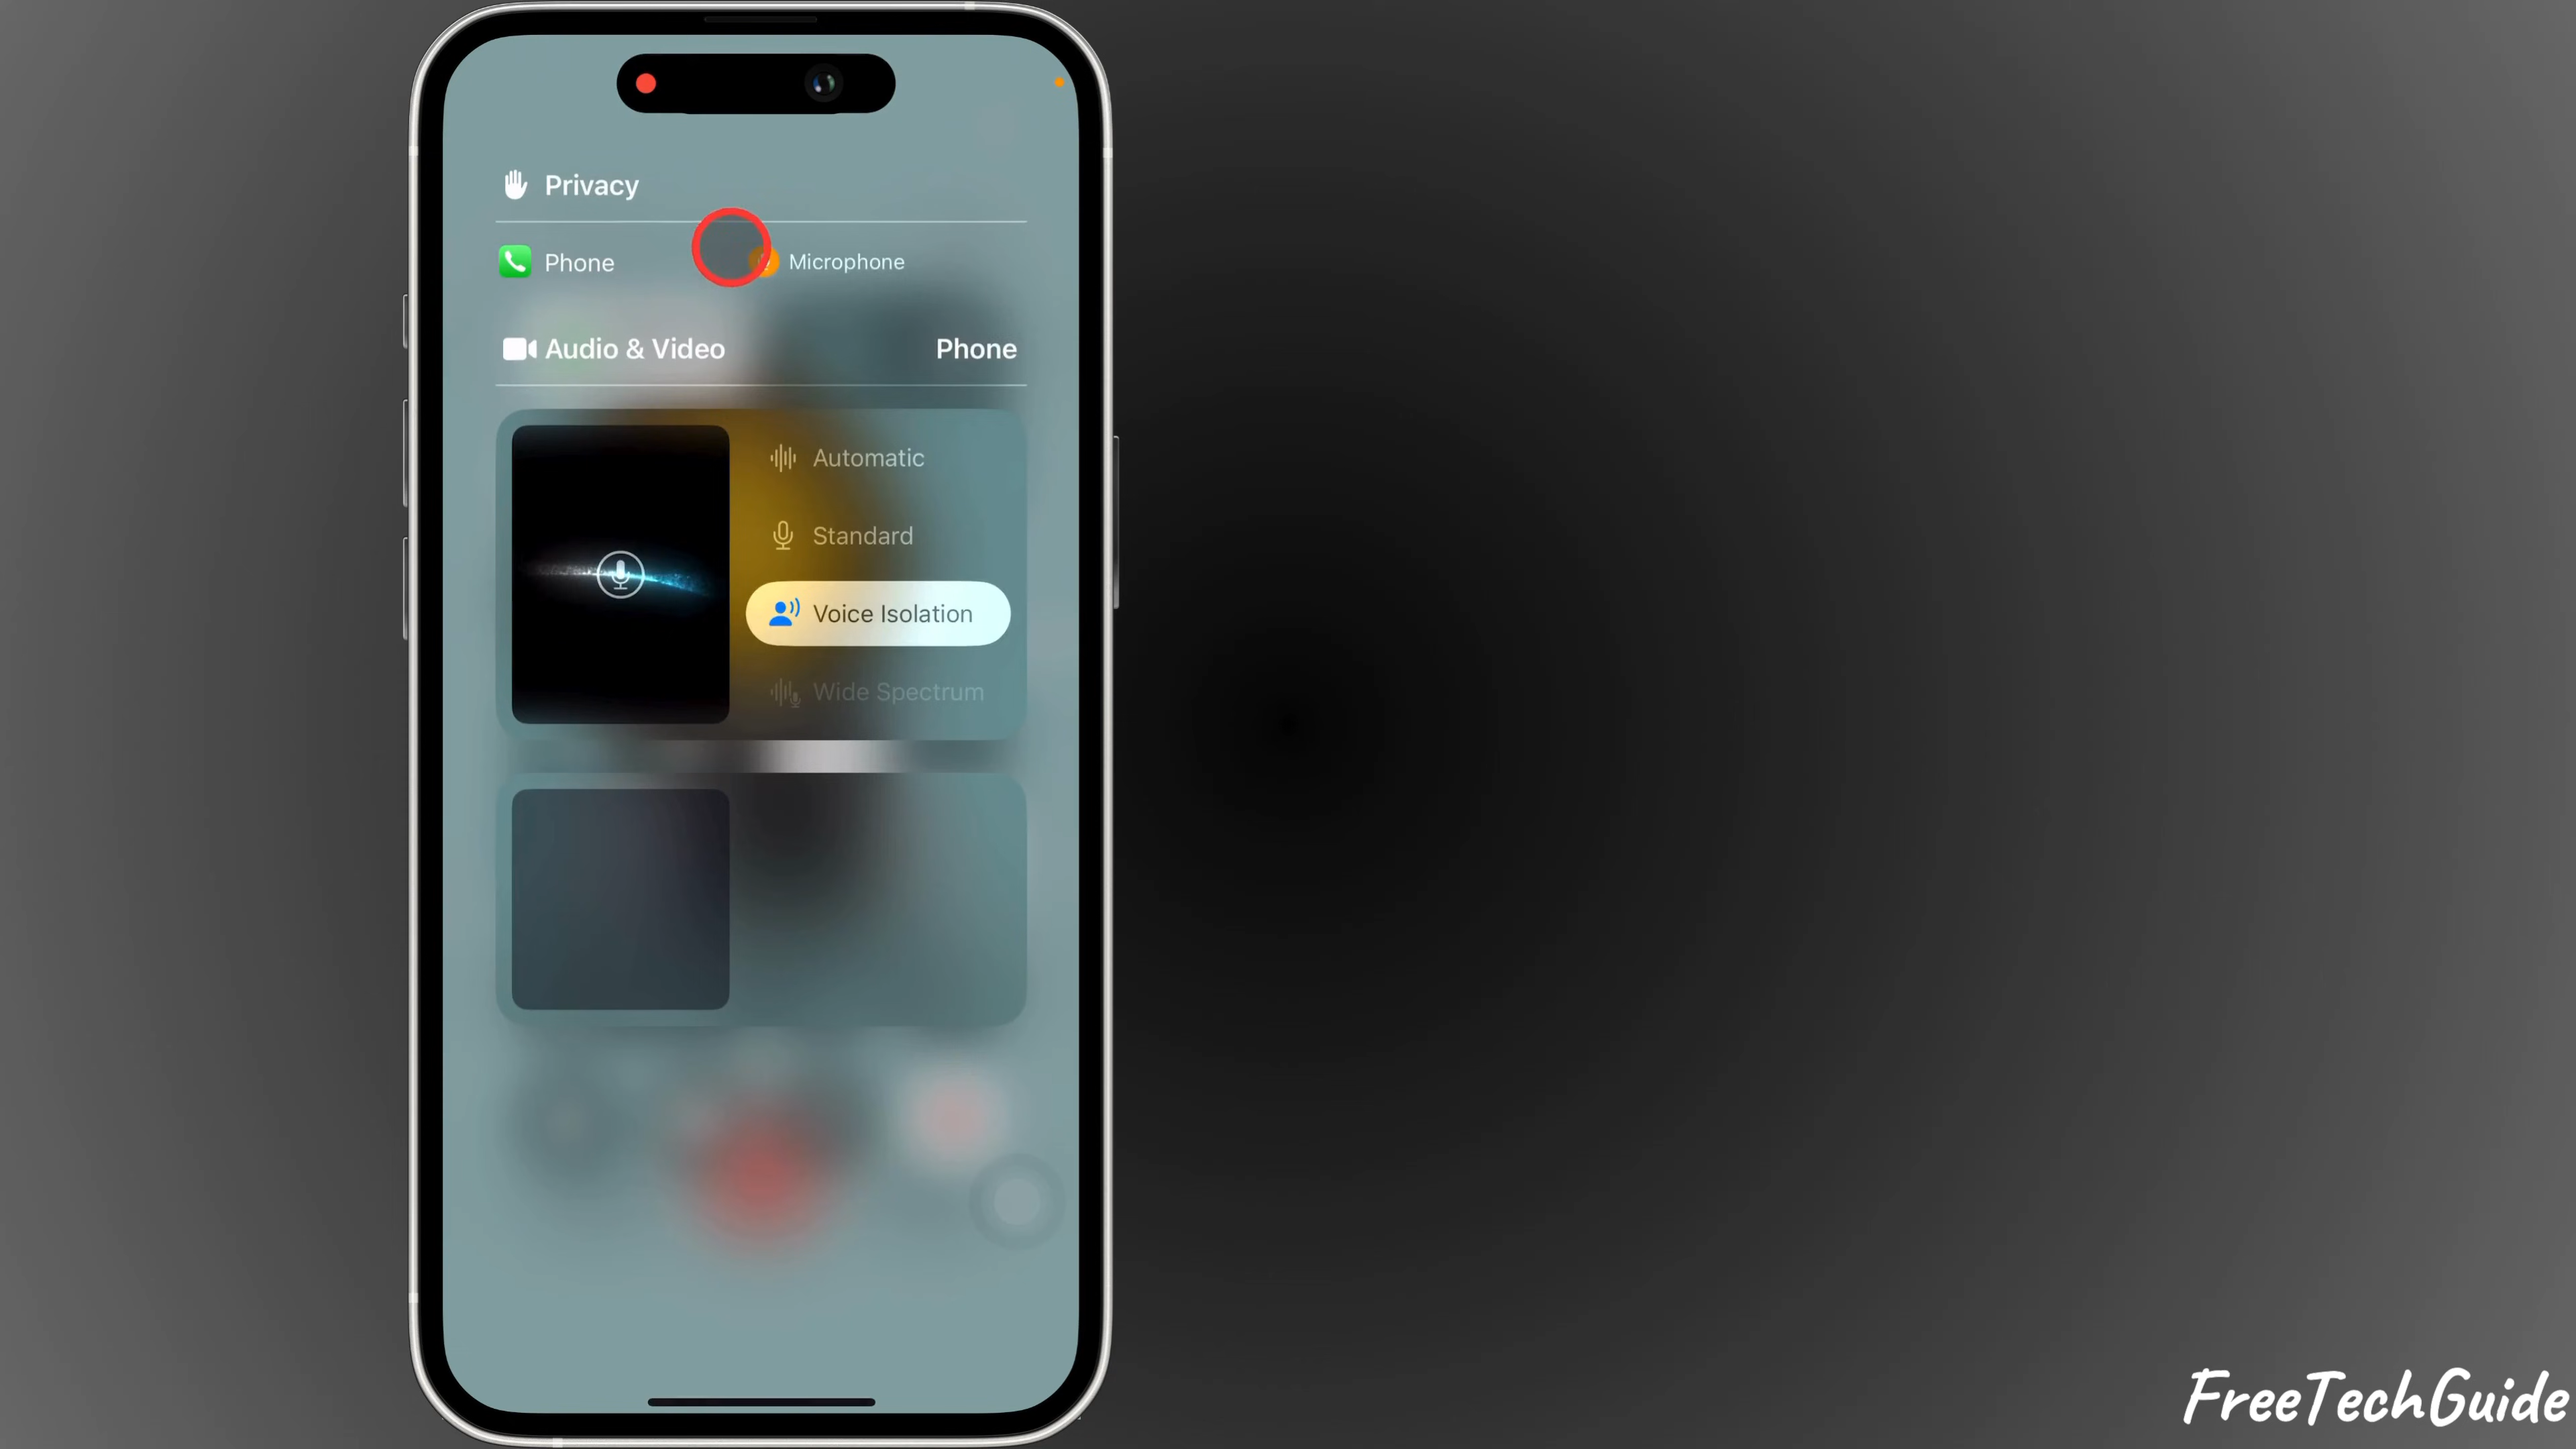 Privacy
Phone
Microphone
Audio & Video
Phone
Automatic
Standard
Voice Isolation
Wide Spectrum
FreeTechGuide